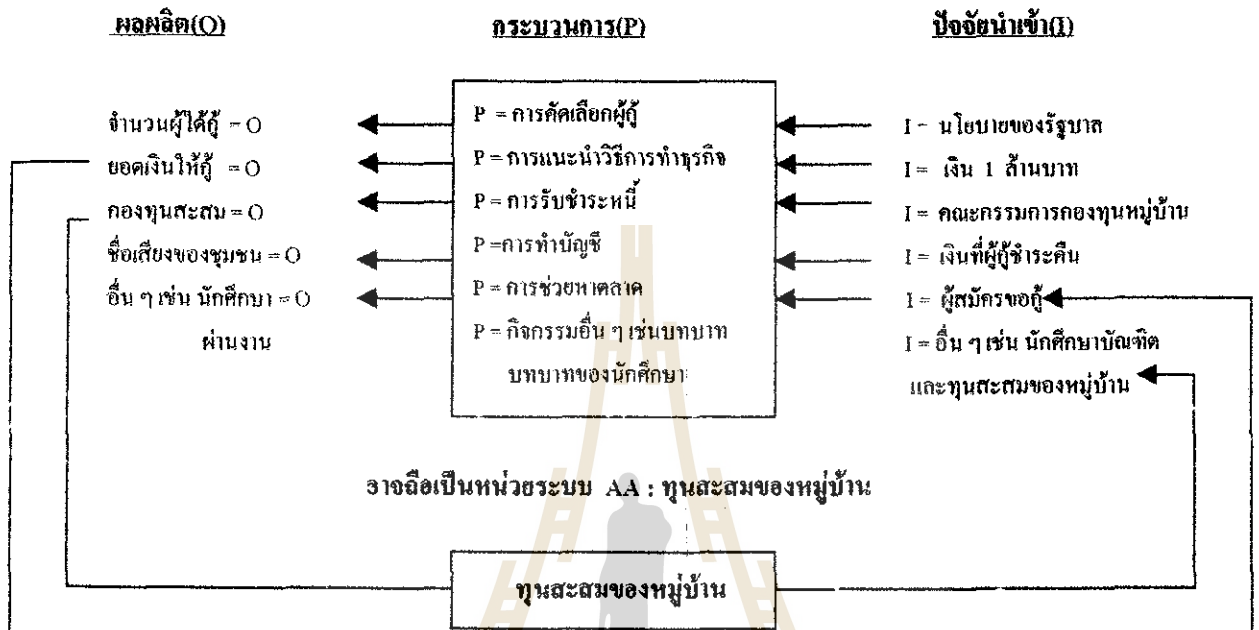 ผลผลิต(O)
กระบวนการ(P)
ปัจจัยนำเข้า(I)
จำนวนผู้ได้กู้ = O
ยอดเงินให้กู้ = O
กองทุนสะสม = O
ชื่อเสียงของชุมชน = O
อื่น ๆ เช่น นักศึกษา = O
ผ่านงาน
P = การคัดเลือกผู้กู้
P = การแนะนำวิธีการทำธุรกิจ
P = การรับชำระหนี้
P =การทำบัญชี
P = การช่วยหาตลาด
P = กิจกรรมอื่น ๆ เช่นบทบาท
บทบาทของนักศึกษา
I = นโยบายของรัฐบาล
I = เงิน 1 ล้านบาท
I = คณะกรรมการกองทุนหมู่บ้าน
I = เงินที่ผู้กู้ชำระคืน
I = ผู้สมัครขอกู้
I = อื่น ๆ เช่น นักศึกษาบัณฑิต
และทุนสะสมของหมู่บ้าน
อาจถือเป็นหน่วยระบบ AA : ทุนสะสมของหมู่บ้าน
ทุนสะสมของหมู่บ้าน